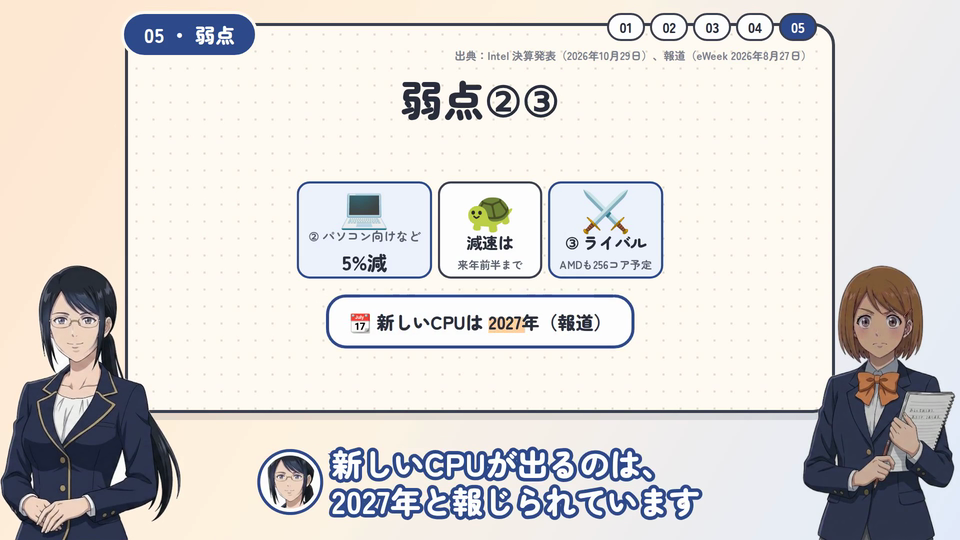 05 ・ 弱点
01 02 03 04 05
出典：Intel 決算発表（2026年10月29日）、報道（eWeek 2026年8月27日）
弱点②③
② パソコン向けなど
5%減
減速は
来年前半まで
③ ライバル
AMDも256コア予定
July
17
新しいCPUは 2027年（報道）
新しいCPUが出るのは、
2027年と報じられています